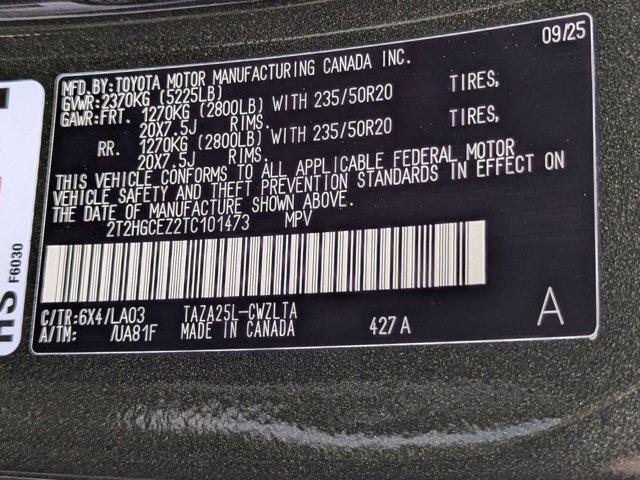 09/25
MFD.BY:TOYOTA MOTOR MANUFACTURING CANADA INC.
GVWR:2370KG (5225LB)
GAWR:FRT. 1270KG (2800LB) WITH 235/50R20 TIRES,
20X7.5J RIMS.
RR. 1270KG (2800LB) WITH 235/50R20 TIRES,
20X7.5J RIMS.
THIS VEHICLE CONFORMS TO ALL APPLICABLE FEDERAL MOTOR
VEHICLE SAFETY AND THEFT PREVENTION STANDARDS IN EFFECT ON
THE DATE OF MANUFACTURE SHOWN ABOVE.
2T2HGCEZ2TC101473 MPV
C/TR:6X4/LA03 TAZA25L-CWZLTA
A/TM: /UA81F MADE IN CANADA 427A
A
HS
F6030